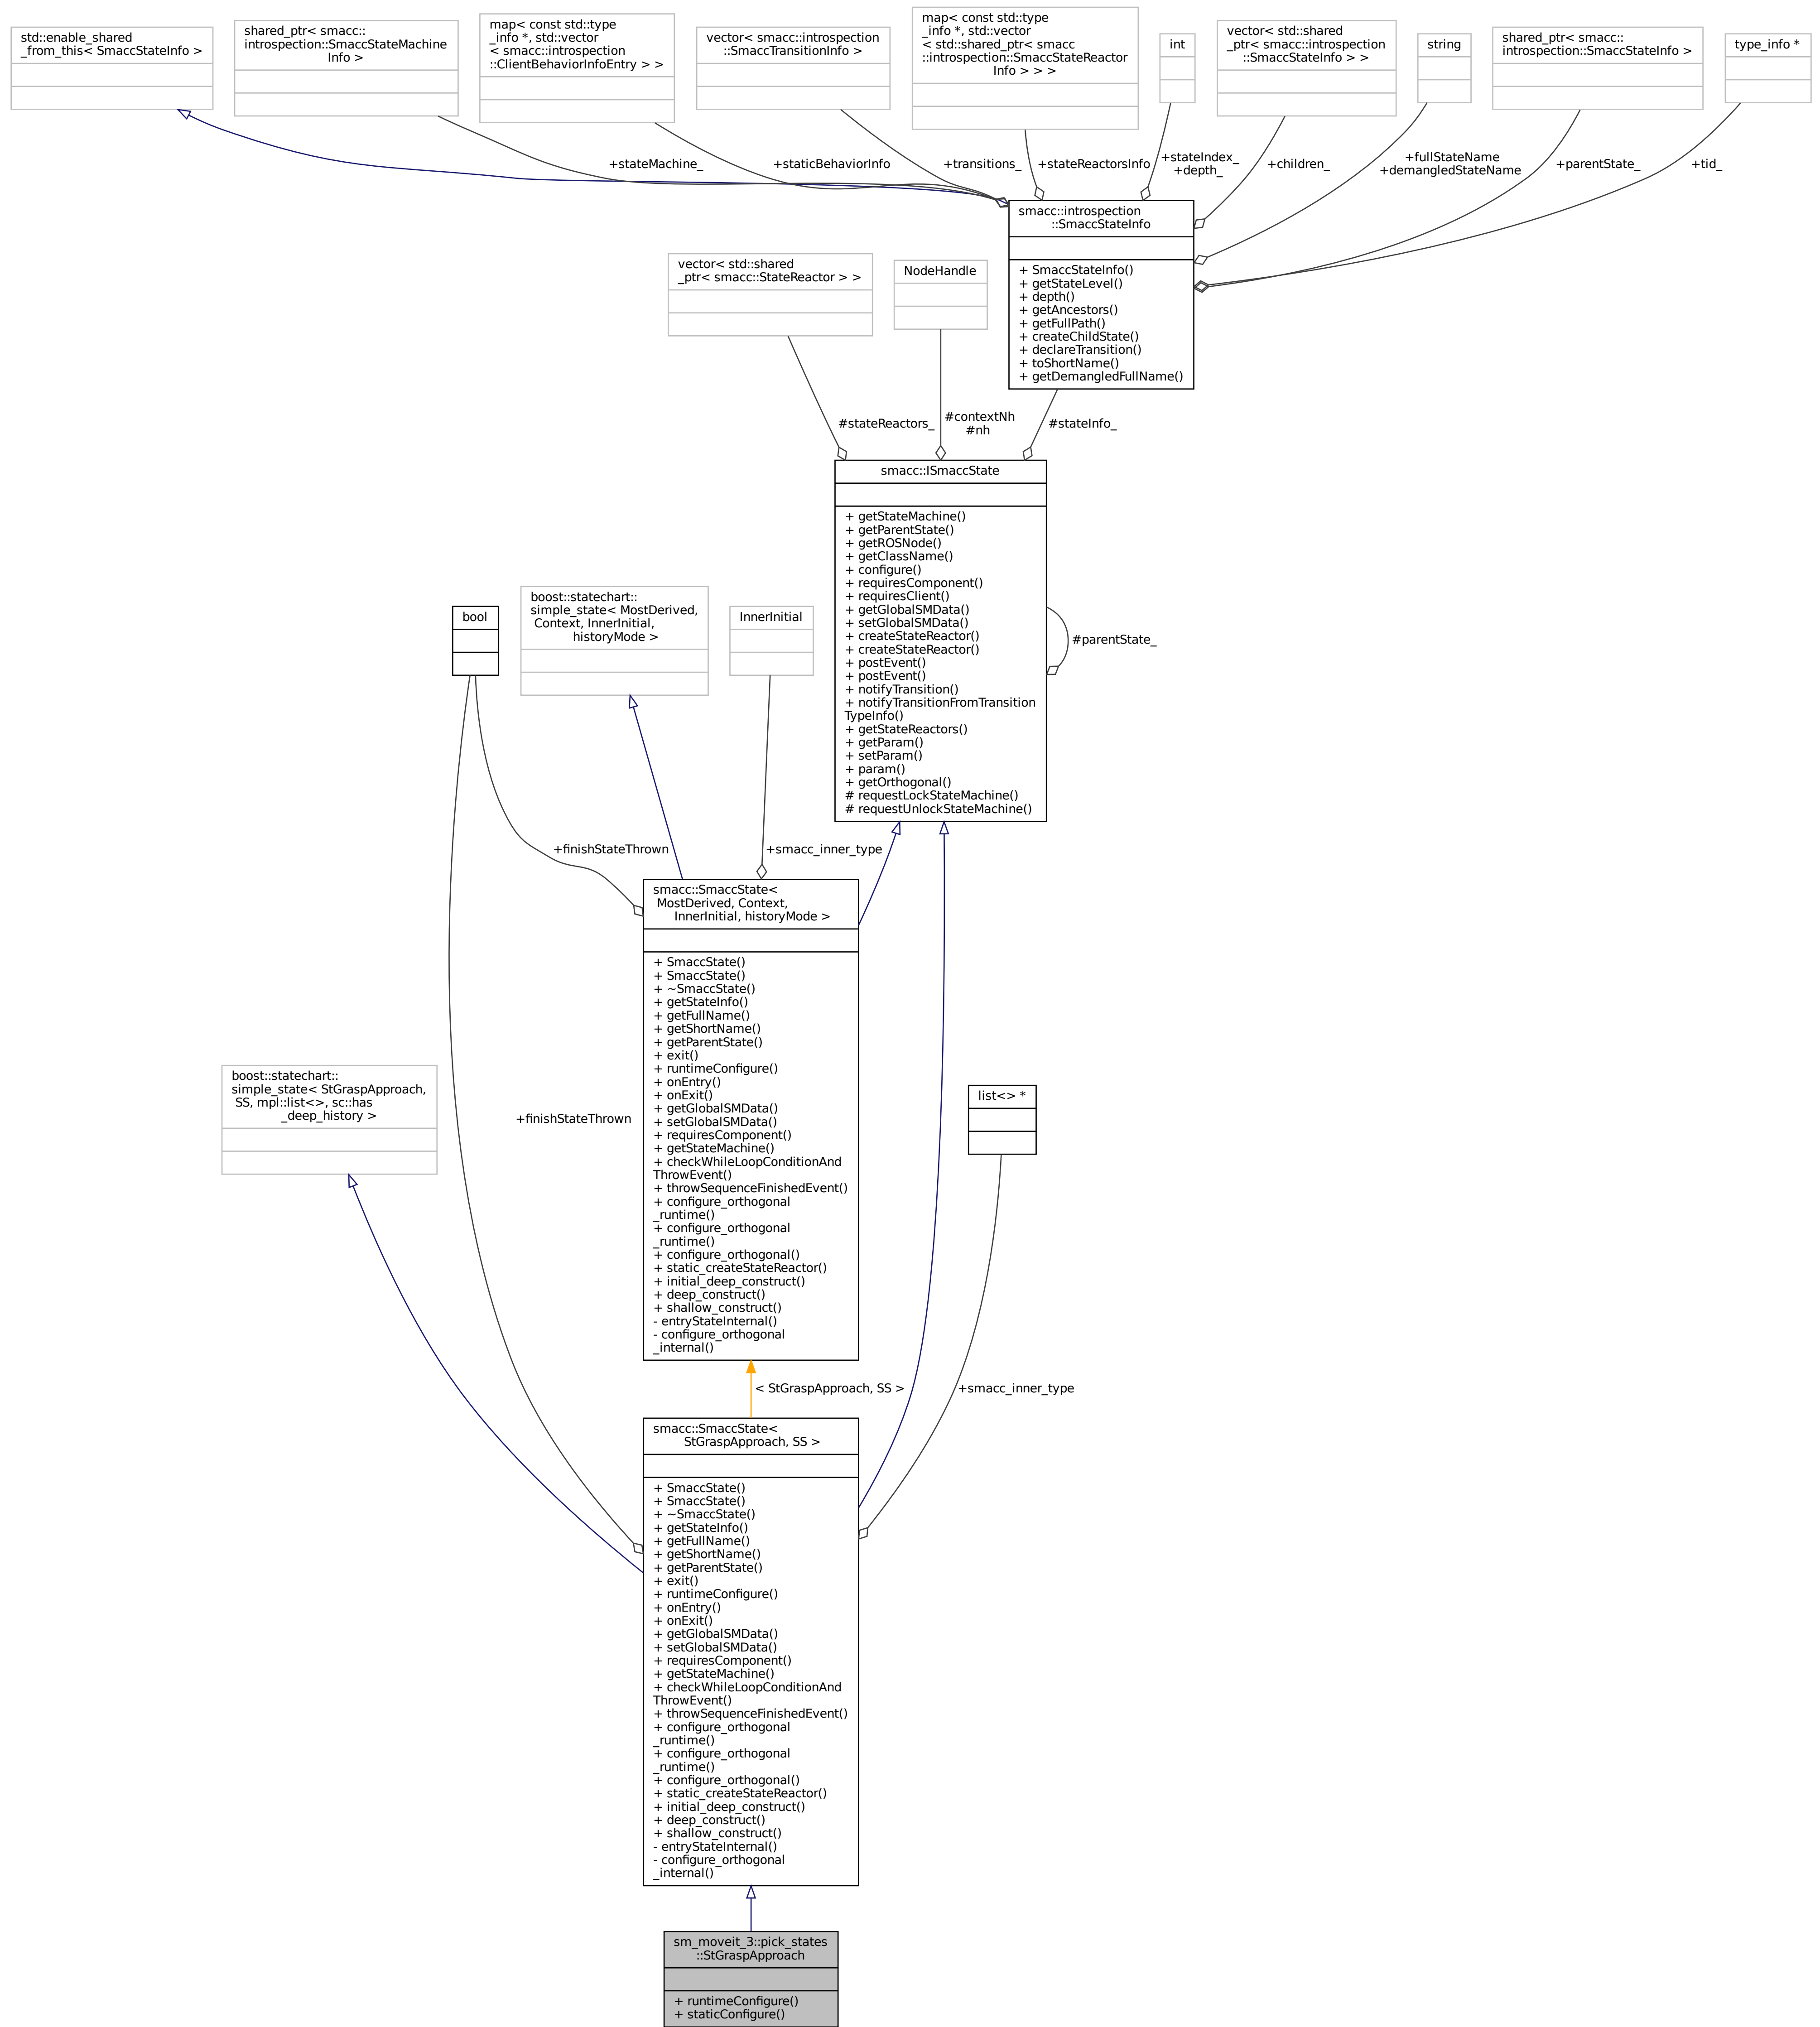 std::enable_shared
_from_this< SmaccStateInfo >
shared_ptr< smacc::
introspection::SmaccStateMachine
Info >
map< const std::type
_info *, std::vector
< smacc::introspection
::ClientBehaviorInfoEntry > >
vector< smacc::introspection
::SmaccTransitionInfo >
map< const std::type
_info *, std::vector
< std::shared_ptr< smacc
::introspection::SmaccStateReactor
Info > > >
int
vector< std::shared
_ptr< smacc::introspection
::SmaccStateInfo > >
string
shared_ptr< smacc::
introspection::SmaccStateInfo >
type_info *
+stateMachine_
+staticBehaviorInfo
+transitions_
+stateReactorsInfo
+stateIndex_
+depth_
+children_
+fullStateName
+demangledStateName
+parentState_
+tid_
smacc::introspection
::SmaccStateInfo
+ SmaccStateInfo()
+ getStateLevel()
+ depth()
+ getAncestors()
+ getFullPath()
+ createChildState()
+ declareTransition()
+ toShortName()
+ getDemangledFullName()
vector< std::shared
_ptr< smacc::StateReactor > >
NodeHandle
#stateReactors_
#contextNh
#nh
#stateInfo_
smacc::ISmaccState
+ getStateMachine()
+ getParentState()
+ getROSNode()
+ getClassName()
+ configure()
+ requiresComponent()
+ requiresClient()
+ getGlobalSMData()
+ setGlobalSMData()
+ createStateReactor()
+ createStateReactor()
+ postEvent()
+ postEvent()
+ notifyTransition()
+ notifyTransitionFromTransition
TypeInfo()
+ getStateReactors()
+ getParam()
+ setParam()
+ param()
+ getOrthogonal()
# requestLockStateMachine()
# requestUnlockStateMachine()
#parentState_
bool
boost::statechart::
simple_state< MostDerived,
Context, InnerInitial,
historyMode >
InnerInitial
+finishStateThrown
+smacc_inner_type
smacc::SmaccState<
MostDerived, Context,
InnerInitial, historyMode >
+ SmaccState()
+ SmaccState()
+ ~SmaccState()
+ getStateInfo()
+ getFullName()
+ getShortName()
+ getParentState()
+ exit()
+ runtimeConfigure()
+ onEntry()
+ onExit()
+ getGlobalSMData()
+ setGlobalSMData()
+ requiresComponent()
+ getStateMachine()
+ checkWhileLoopConditionAnd
ThrowEvent()
+ throwSequenceFinishedEvent()
+ configure_orthogonal
_runtime()
+ configure_orthogonal
_runtime()
+ configure_orthogonal()
+ static_createStateReactor()
+ initial_deep_construct()
+ deep_construct()
+ shallow_construct()
- entryStateInternal()
- configure_orthogonal
_internal()
boost::statechart::
simple_state< StGraspApproach,
SS, mpl::list<>, sc::has
_deep_history >
+finishStateThrown
list<> *
< StGraspApproach, SS >
+smacc_inner_type
smacc::SmaccState<
StGraspApproach, SS >
+ SmaccState()
+ SmaccState()
+ ~SmaccState()
+ getStateInfo()
+ getFullName()
+ getShortName()
+ getParentState()
+ exit()
+ runtimeConfigure()
+ onEntry()
+ onExit()
+ getGlobalSMData()
+ setGlobalSMData()
+ requiresComponent()
+ getStateMachine()
+ checkWhileLoopConditionAnd
ThrowEvent()
+ throwSequenceFinishedEvent()
+ configure_orthogonal
_runtime()
+ configure_orthogonal
_runtime()
+ configure_orthogonal()
+ static_createStateReactor()
+ initial_deep_construct()
+ deep_construct()
+ shallow_construct()
- entryStateInternal()
- configure_orthogonal
_internal()
sm_moveit_3::pick_states
::StGraspApproach
+ runtimeConfigure()
+ staticConfigure()